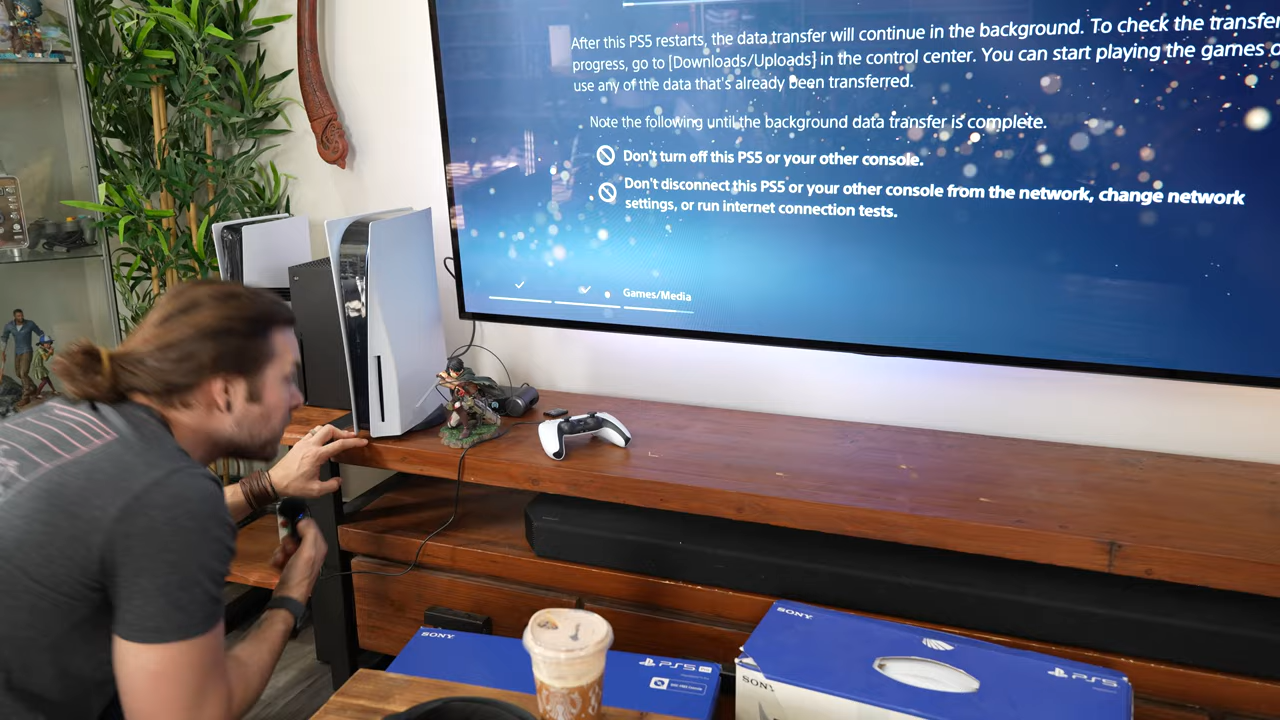 After this PS5 restarts, the data transfer will continue in the background. To check the transfer
progress, go to [Downloads/Uploads] in the control center. You can start playing the games o
use any of the data that's already been transferred.
Note the following until the background data transfer is complete.
Don't turn off this PS5 or your other console.
Don't disconnect this PS5 or your other console from the network, change network
settings, or run internet connection tests.
Games/Media
SONY
PS5
SONY
PS5
SONY